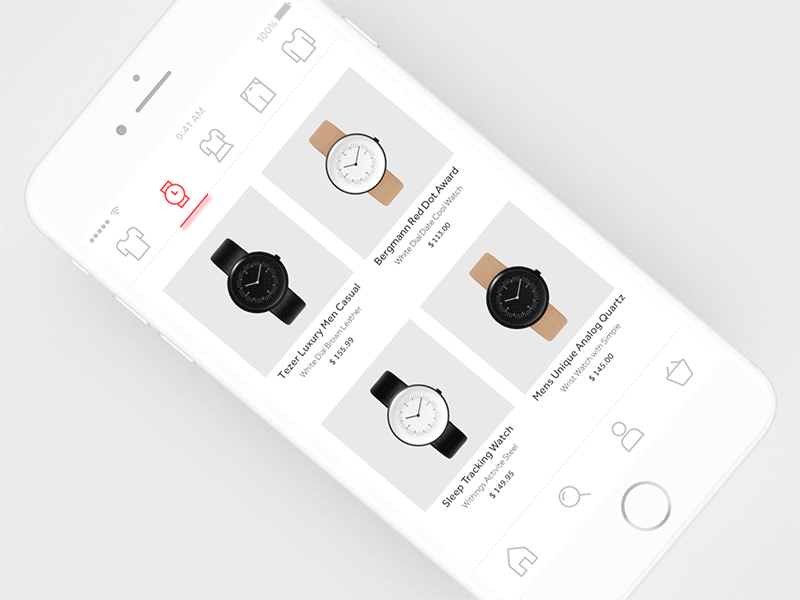 9:41 AM
100%
Tezer Luxury Men Casual
White Dial Brown Leather
$ 155.99
Bergmann Red Dot Award
White Dial Date Cool Watch
$ 113.00
Sleep Tracking Watch
Withings Activite Steel
$ 149.95
Mens Unique Analog Quartz
Wrist Watch with Simple
$ 145.00